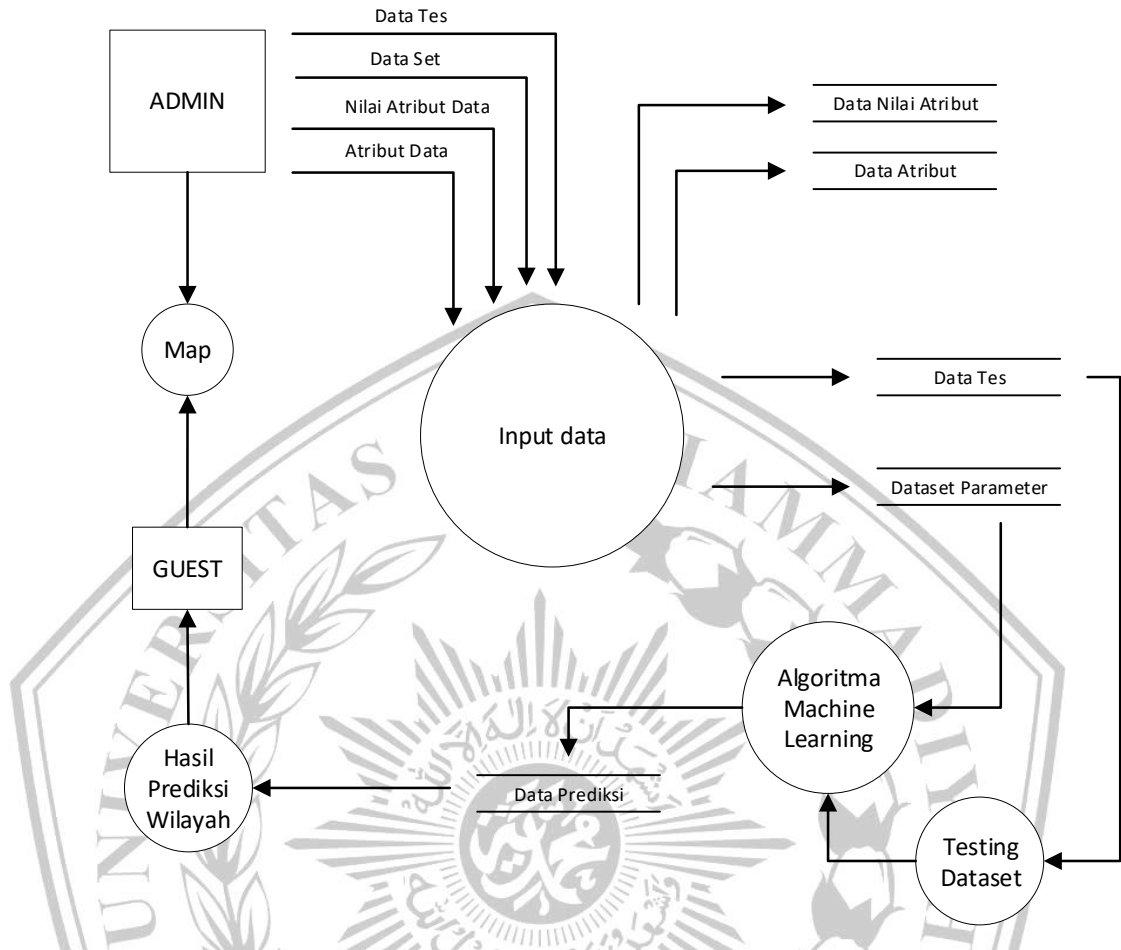 Data Tes
Data Set
Nilai Atribut Data
Atribut Data
ADMIN
Data Nilai Atribut
Data Atribut
Map
Input data
Data Tes
Dataset Parameter
GUEST
Algoritma
Machine
Learning
Hasil
Prediksi
Wilayah
Data Prediksi
Testing
Dataset
UNIVERSITAS